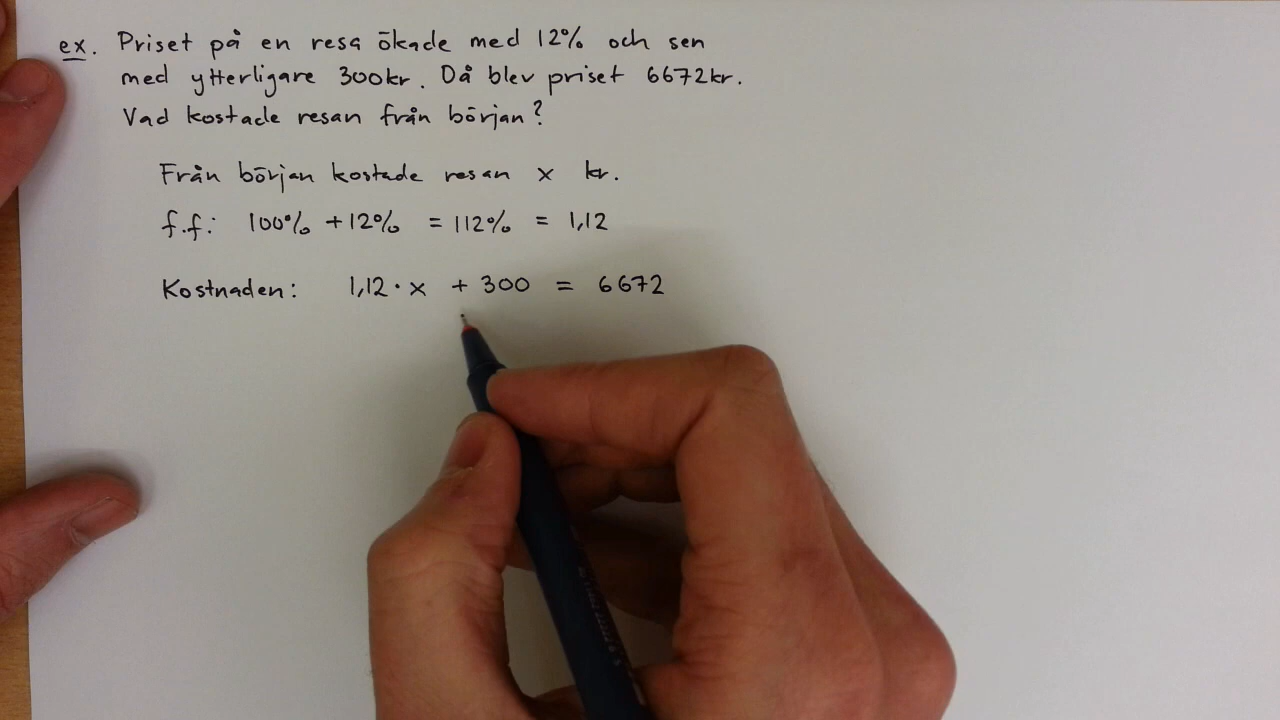 ex. Priset på en resa ökade med 12% och sen
med ytterligare 300kr. Då blev priset 6672kr.
Vad kostade resan från början?
Från början kostade resan x kr.
f.f: 100% + 12% = 112% = 1,12
Kostnaden: 1,12 · x + 300 = 6672